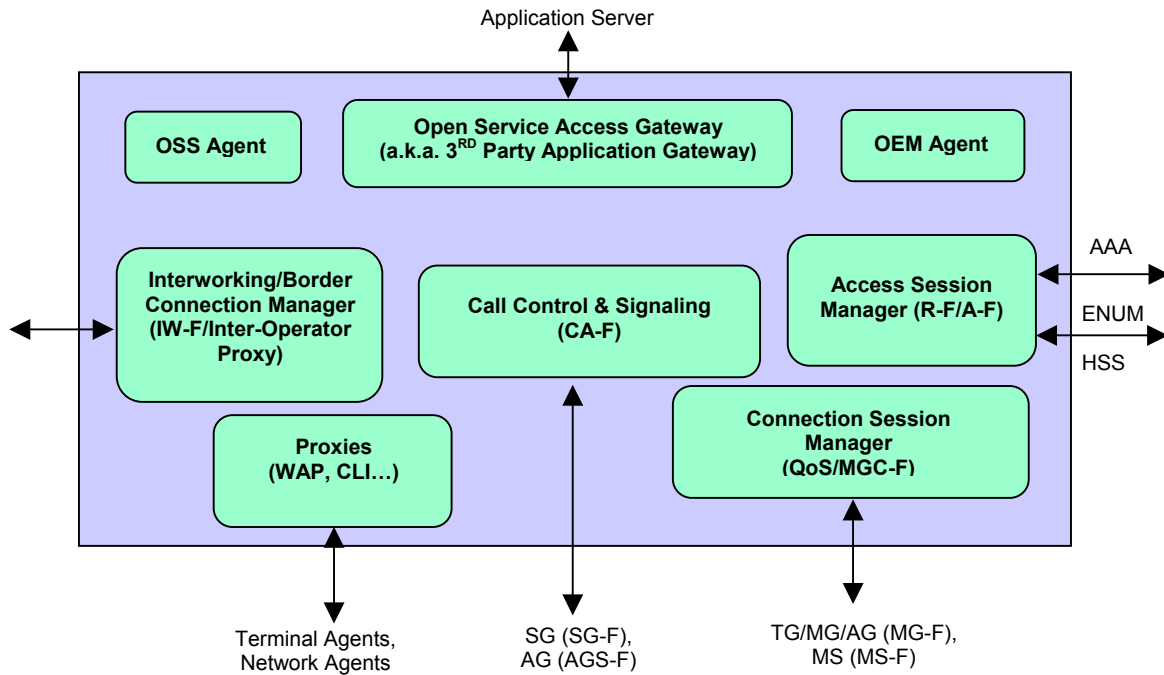 Application Server
OSS Agent
Open Service Access Gateway
(a.k.a. 3RD Party Application Gateway)
OEM Agent
Interworking/Border
Connection Manager
(IW-F/Inter-Operator
Proxy)
Call Control & Signaling
(CA-F)
Access Session
Manager (R-F/A-F)
AAA
ENUM
HSS
Proxies
(WAP, CLI…)
Connection Session
Manager
(QoS/MGC-F)
Terminal Agents,
Network Agents
SG (SG-F),
AG (AGS-F)
TG/MG/AG (MG-F),
MS (MS-F)